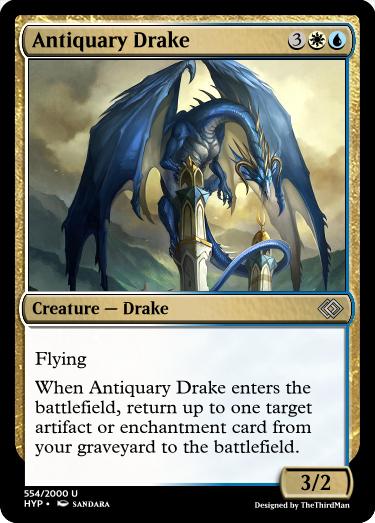 Antiquary Drake 3
Creature — Drake
Flying
When Antiquary Drake enters the
battlefield, return up to one target
artifact or enchantment card from
your graveyard to the battlefield.
3/2
554/2000 U
HYP • SANDARA
Designed by TheThirdMan